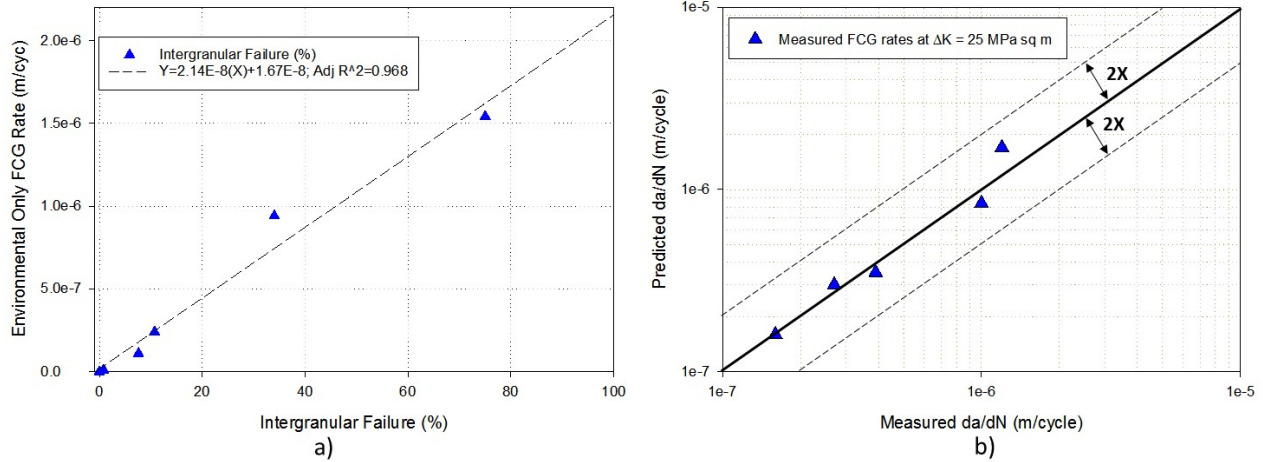 2.0e-6
1.5e-6
1.0e-6
5.0e-7
0.0
0
20
40
60
80
100
Environmental Only FCG Rate (m/cyc)
Intergranular Failure (%)
Intergranular Failure (%)
Y=2.14E-8(X)+1.67E-8; Adj R^2=0.968
a)
1e-5
1e-6
1e-7
1e-7
1e-6
1e-5
Predicted da/dN (m/cycle)
Measured da/dN (m/cycle)
Measured FCG rates at ΔK = 25 MPa sq m
2X
2X
b)